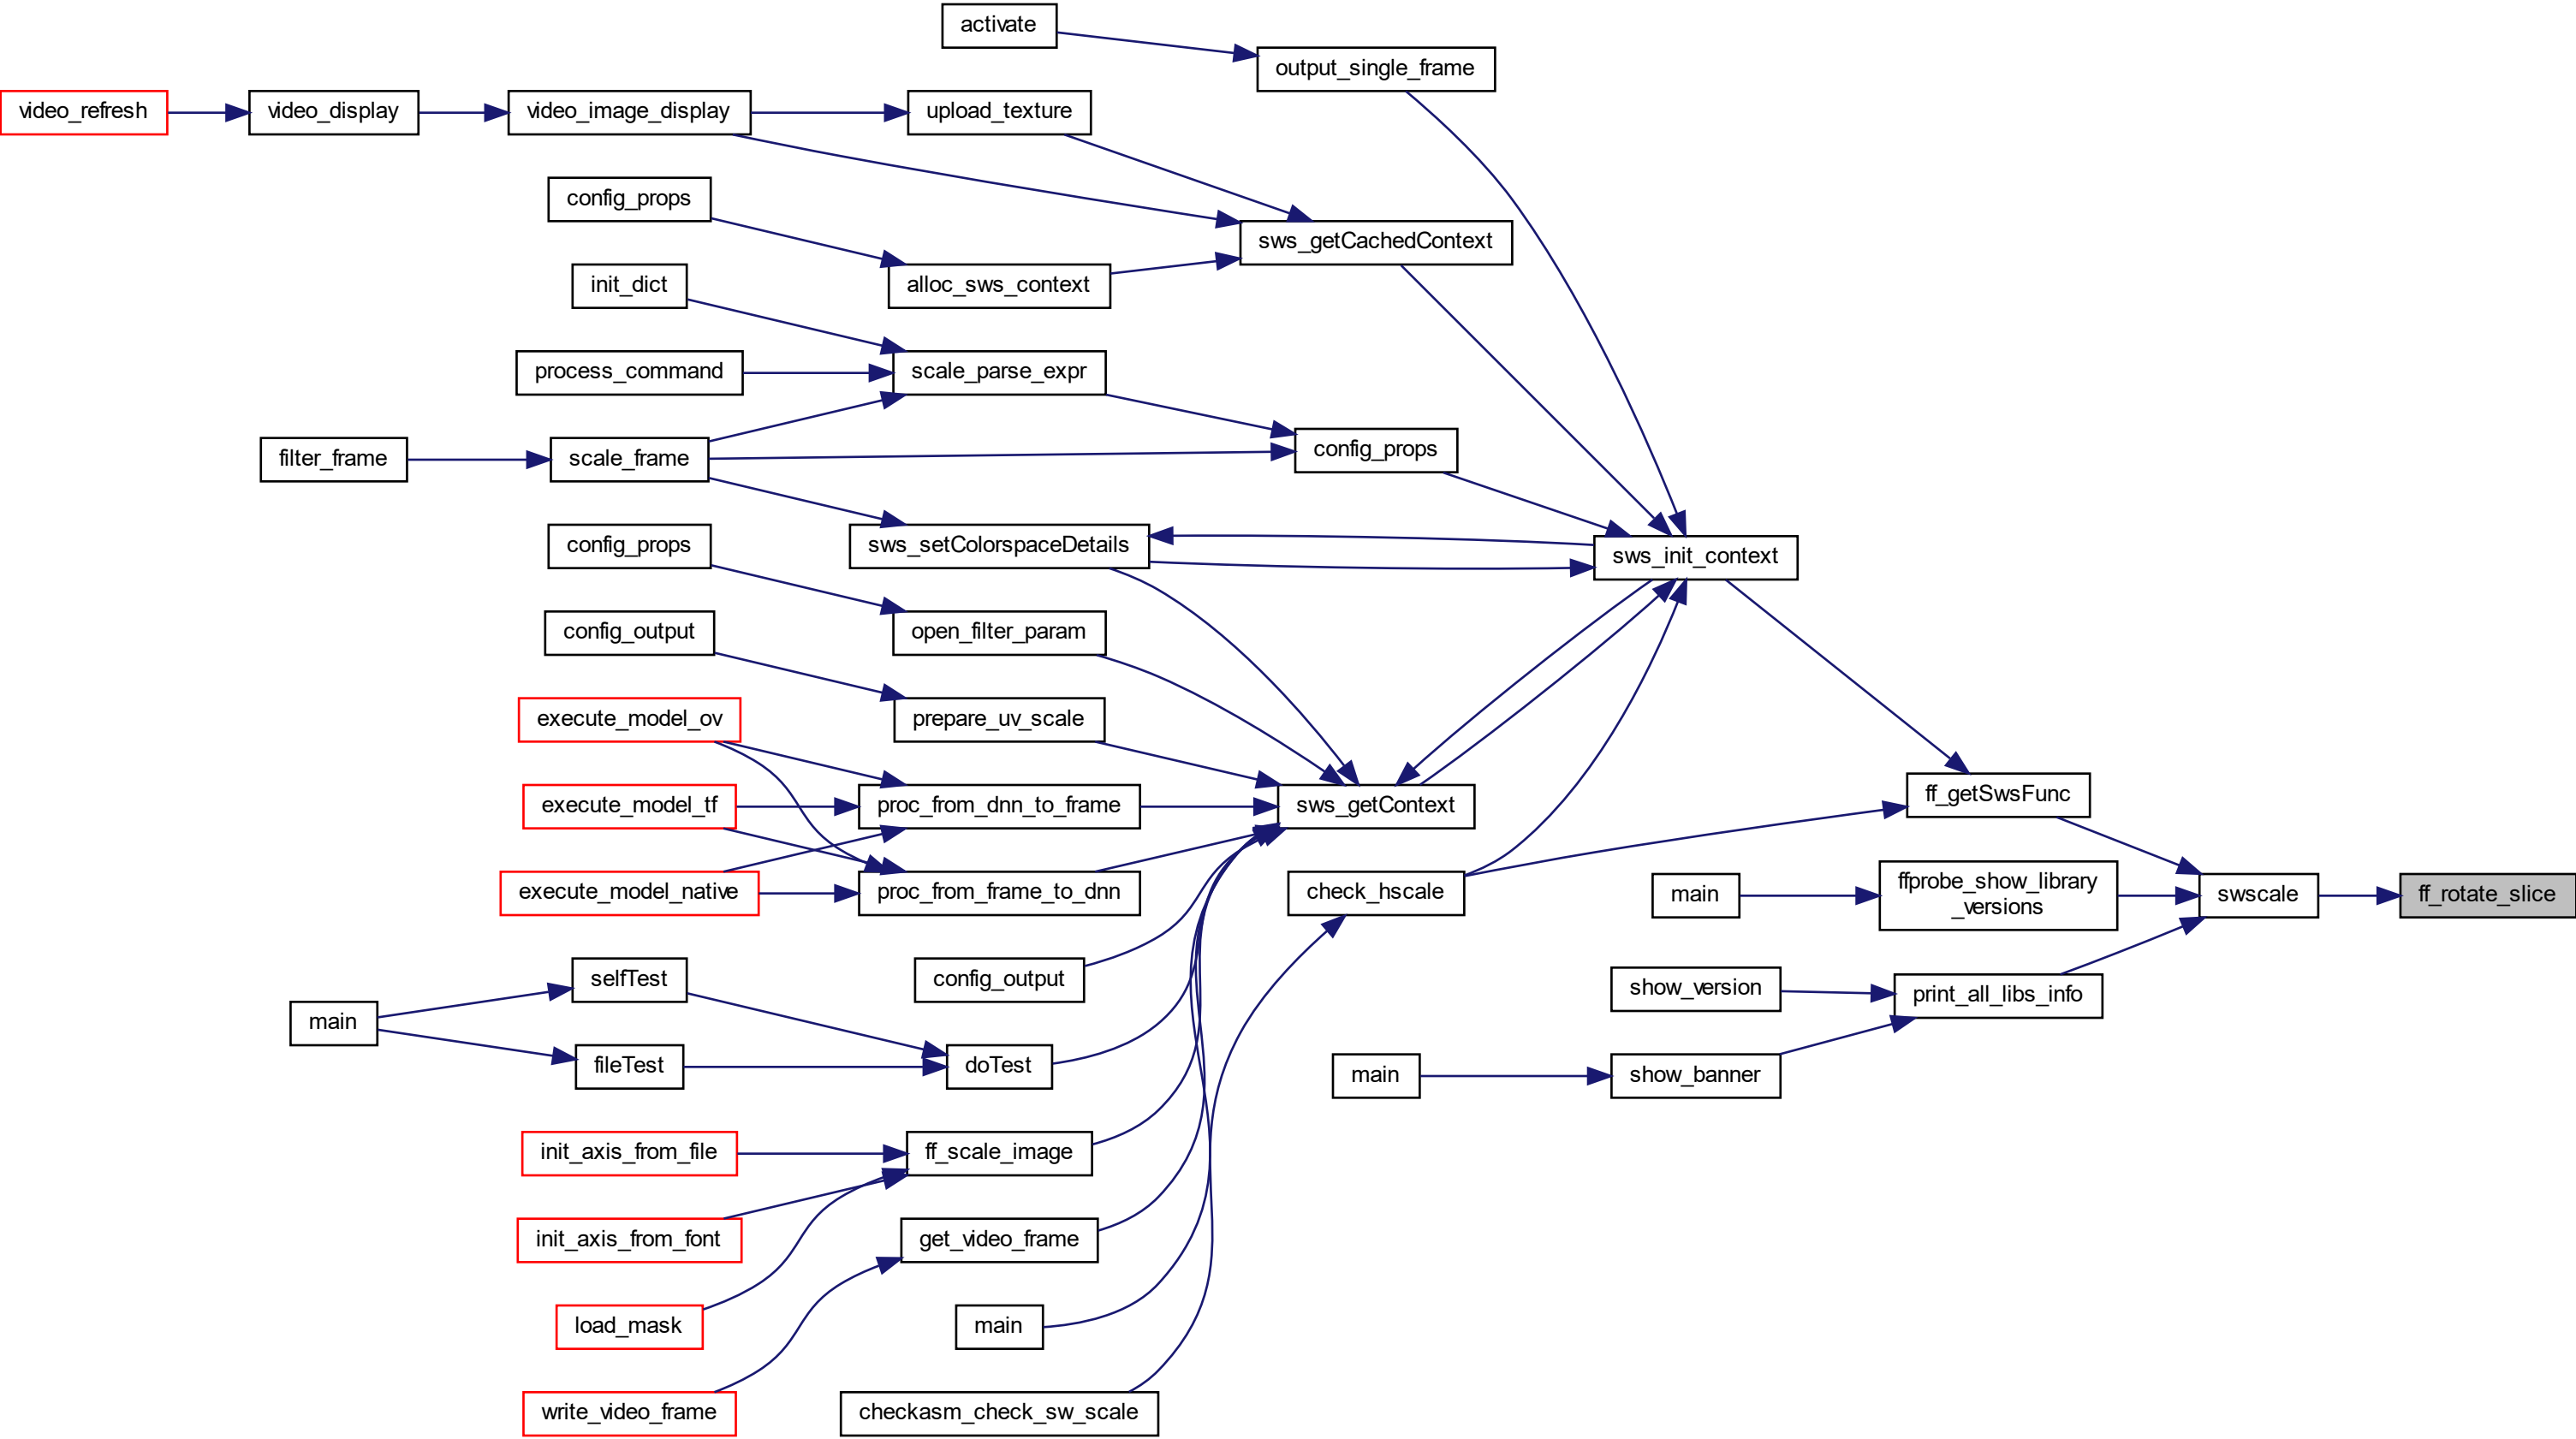 activate
output_single_frame
video_refresh
video_display
video_image_display
upload_texture
config_props
sws_getCachedContext
init_dict
alloc_sws_context
process_command
scale_parse_expr
filter_frame
scale_frame
config_props
config_props
sws_setColorspaceDetails
sws_init_context
config_output
open_filter_param
execute_model_ov
prepare_uv_scale
execute_model_tf
proc_from_dnn_to_frame
sws_getContext
ff_getSwsFunc
execute_model_native
proc_from_frame_to_dnn
check_hscale
main
ffprobe_show_library
_versions
swscale
ff_rotate_slice
selfTest
config_output
show_version
print_all_libs_info
main
fileTest
doTest
main
show_banner
init_axis_from_file
ff_scale_image
init_axis_from_font
get_video_frame
load_mask
main
write_video_frame
checkasm_check_sw_scale